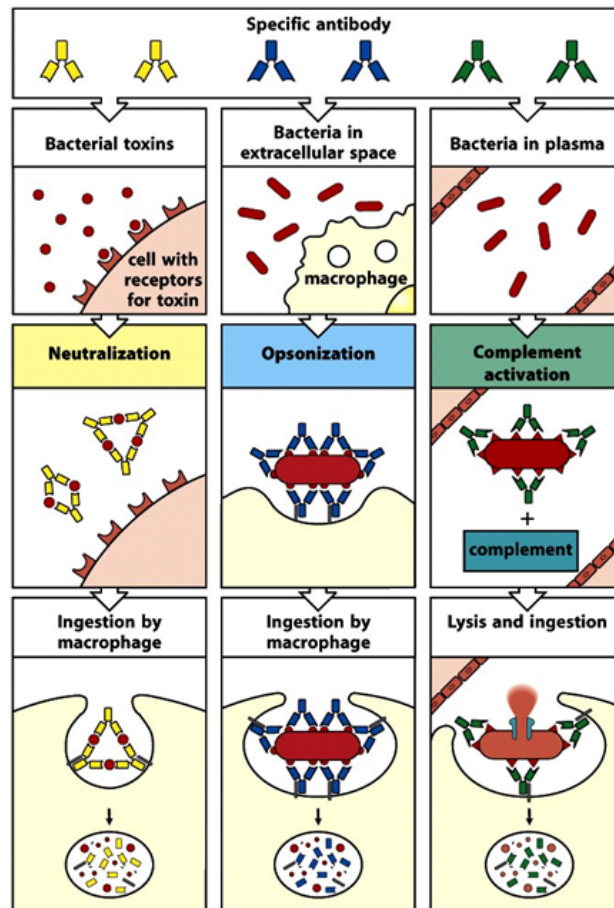 Specific antibody
Bacterial toxins
Bacteria in
extracellular space
Bacteria in plasma
cell with
receptors
for toxin
macrophage
Neutralization
Opsonization
Complement
activation
+
complement
Ingestion by
macrophage
Ingestion by
macrophage
Lysis and ingestion